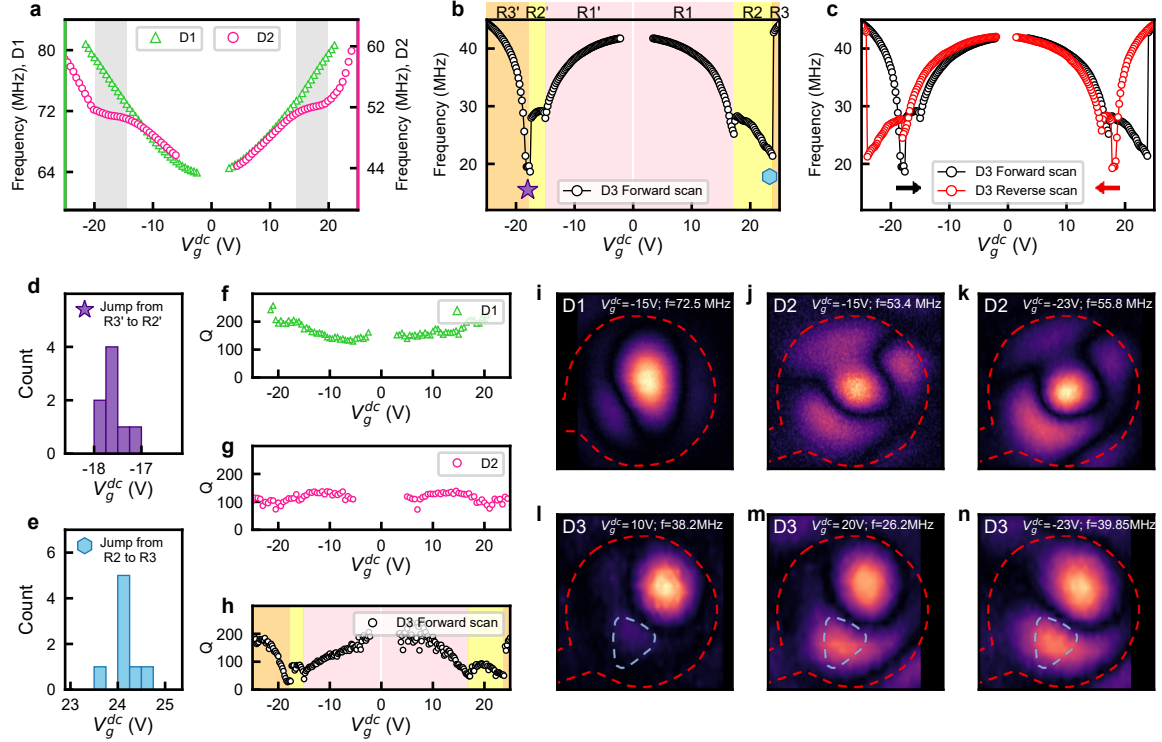 a
D1
D2
80
72
64
Frequency (MHz), D1
60
52
44
Frequency (MHz), D2
-20
-10
0
10
20
V_g^dc (V)
b
R3'
R2'
R1'
R1
R2
R3
40
30
20
Frequency (MHz)
D3 Forward scan
-20
-10
0
10
20
V_g^dc (V)
c
40
30
20
Frequency (MHz)
D3 Forward scan
D3 Reverse scan
-20
-10
0
10
20
V_g^dc (V)
d
Jump from
R3' to R2'
4
2
0
Count
-18
-17
V_g^dc (V)
e
Jump from
R2 to R3
6
4
2
0
Count
23
24
25
V_g^dc (V)
f
D1
200
100
0
Q
-20
-10
0
10
20
V_g^dc (V)
g
D2
200
100
0
Q
-20
-10
0
10
20
V_g^dc (V)
h
D3 Forward scan
200
100
0
Q
-20
-10
0
10
20
V_g^dc (V)
i
D1
V_g^dc=-15V; f=72.5 MHz
j
D2
V_g^dc=-15V; f=53.4 MHz
k
D2
V_g^dc=-23V; f=55.8 MHz
l
D3
V_g^dc=10V; f=38.2MHz
m
D3
V_g^dc=20V; f=26.2MHz
n
D3
V_g^dc=-23V; f=39.85MHz